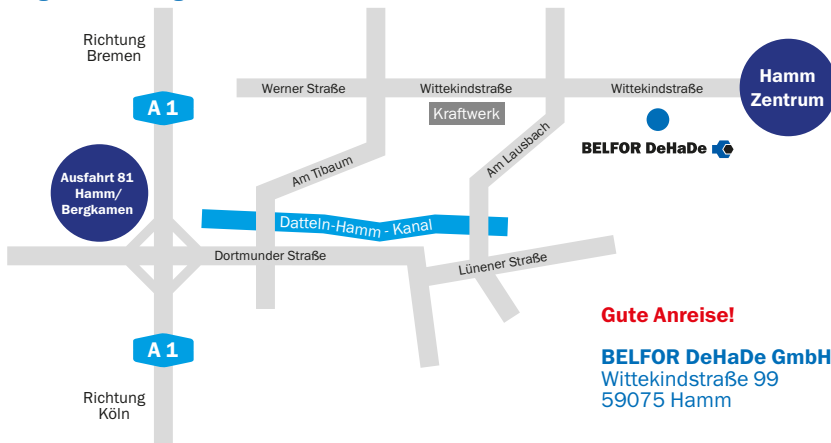 Richtung
Bremen
A 1
Werner Straße
Wittekindstraße
Wittekindstraße
Hamm
Zentrum
Kraftwerk
BELFOR DeHaDe
Am Lausbach
Am Tibaum
Ausfahrt 81
Hamm/
Bergkamen
Datteln-Hamm - Kanal
Dortmunder Straße
Lünener Straße
Gute Anreise!
A 1
BELFOR DeHaDe GmbH
Wittekindstraße 99
59075 Hamm
Richtung
Köln